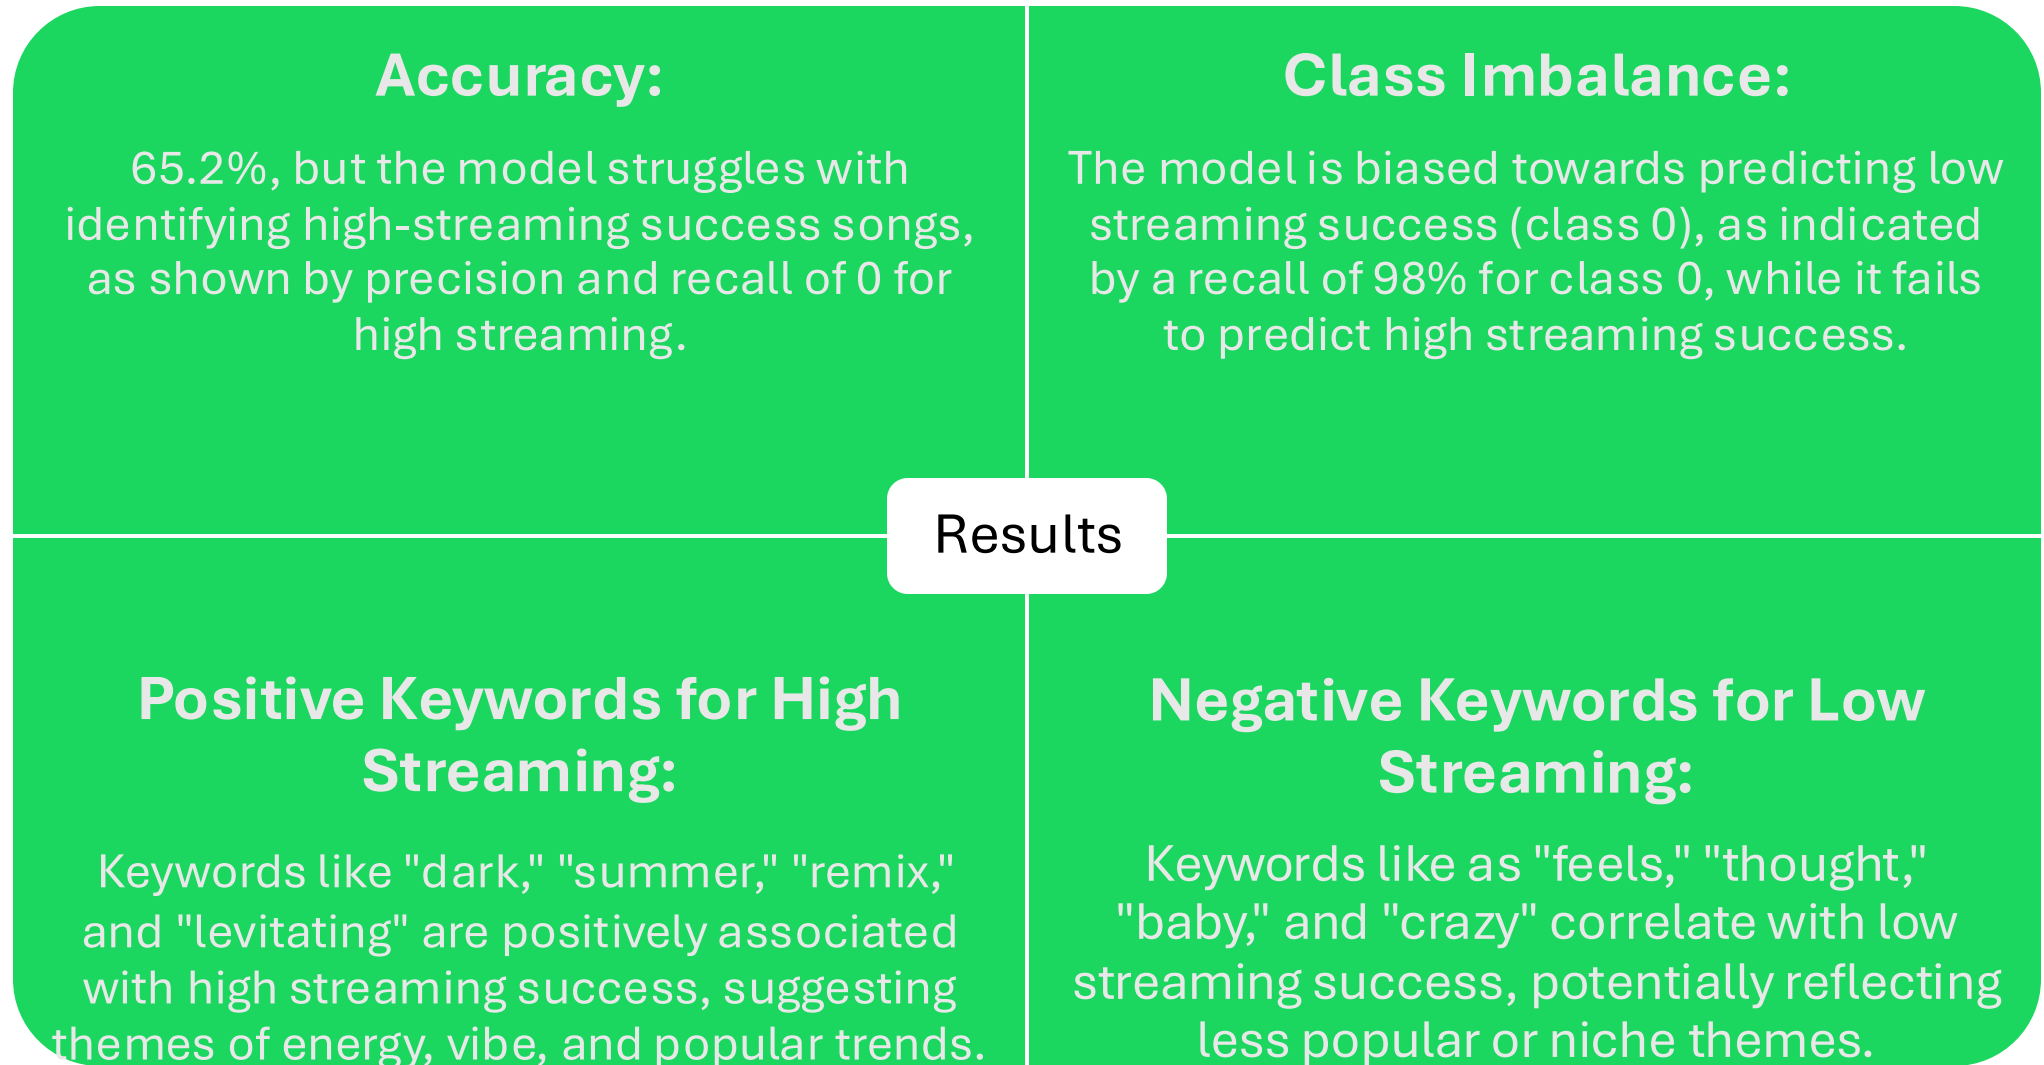 Accuracy:
65.2%, but the model struggles with
identifying high-streaming success songs,
as shown by precision and recall of 0 for
high streaming.
Class Imbalance:
The model is biased towards predicting low
streaming success (class 0), as indicated
by a recall of 98% for class 0, while it fails
to predict high streaming success.
Results
Positive Keywords for High
Streaming:
Keywords like "dark," "summer," "remix,"
and "levitating" are positively associated
with high streaming success, suggesting
themes of energy, vibe, and popular trends.
Negative Keywords for Low
Streaming:
Keywords like as "feels," "thought,"
"baby," and "crazy" correlate with low
streaming success, potentially reflecting
less popular or niche themes.